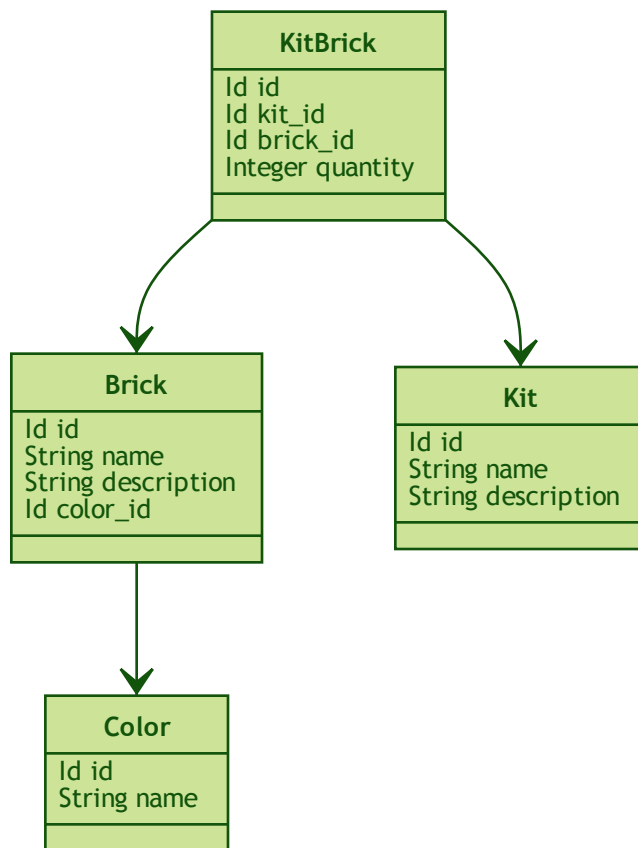 KitBrick
Id id
Id kit_id
Id brick_id
Integer quantity
Brick
Id id
String name
String description
Id color_id
Kit
Id id
String name
String description
Color
Id id
String name